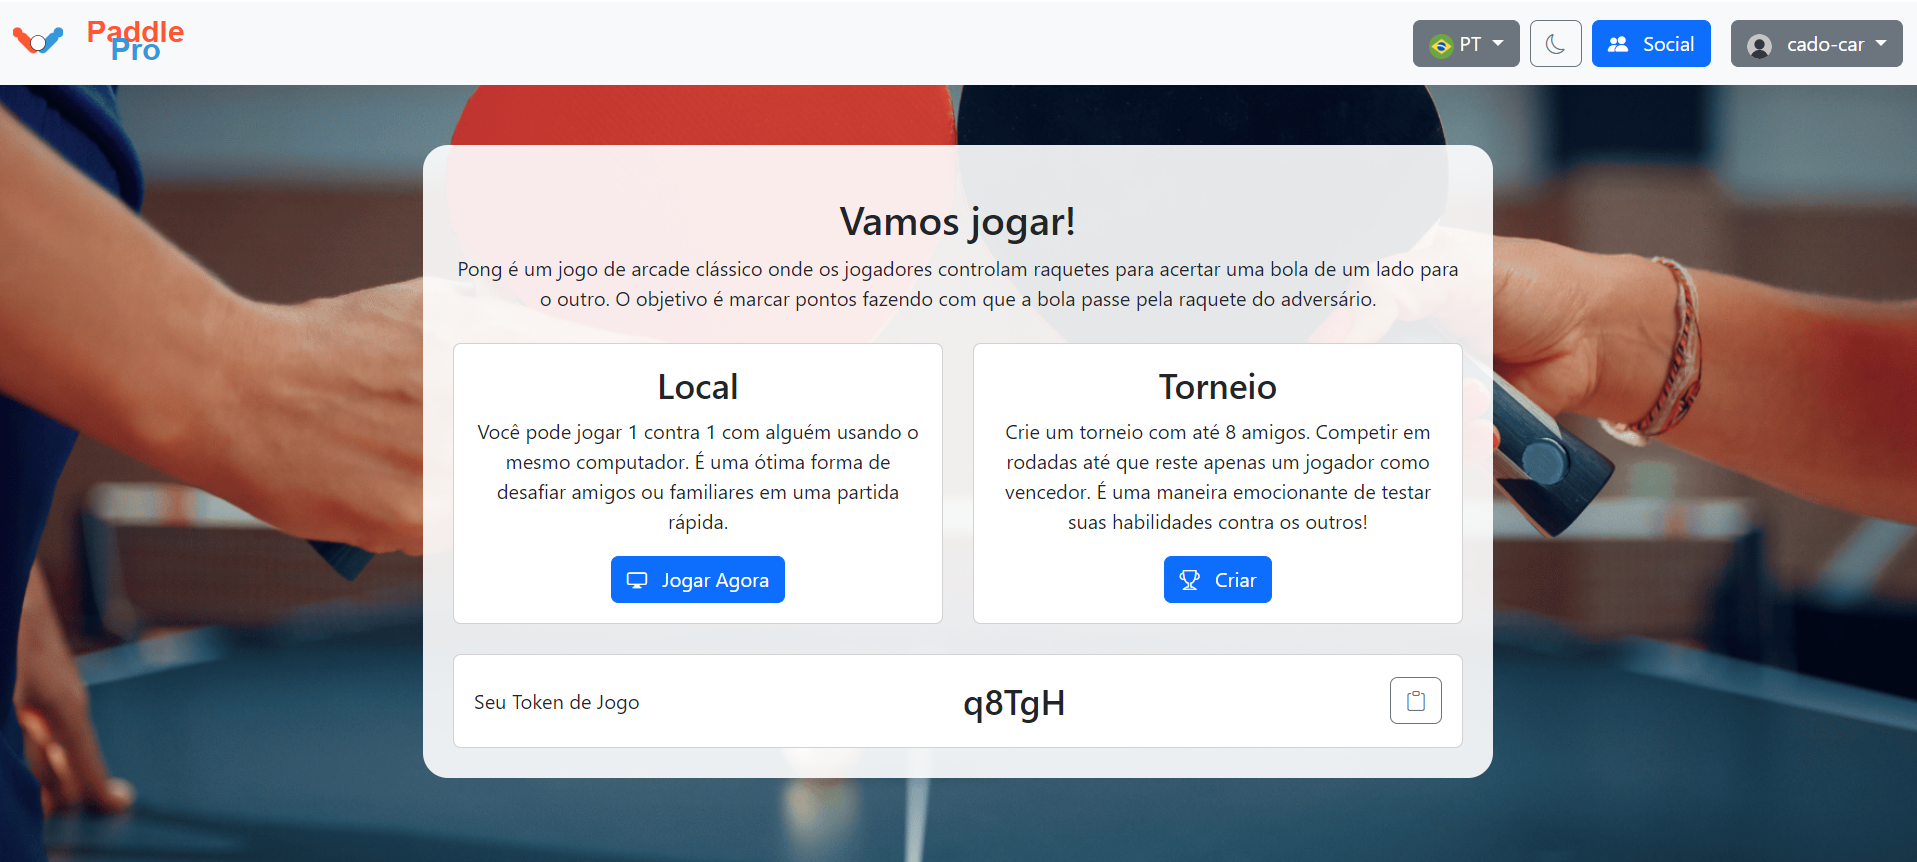 Paddle
Pro
PT
Social
cado-car
Vamos jogar!
Pong é um jogo de arcade clássico onde os jogadores controlam raquetes para acertar uma bola de um lado para
o outro. O objetivo é marcar pontos fazendo com que a bola passe pela raquete do adversário.
Local
Você pode jogar 1 contra 1 com alguém usando o
mesmo computador. É uma ótima forma de
desafiar amigos ou familiares em uma partida
rápida.
Jogar Agora
Torneio
Crie um torneio com até 8 amigos. Competir em
rodadas até que reste apenas um jogador como
vencedor. É uma maneira emocionante de testar
suas habilidades contra os outros!
Criar
Seu Token de Jogo
q8TgH